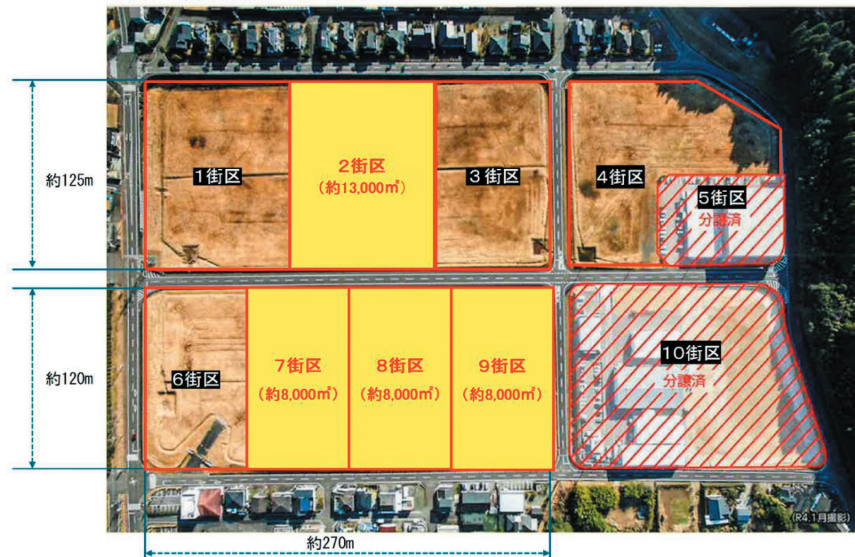 約125m
1街区
2街区
(約13,000㎡)
3街区
4街区
5街区
分譲済
約120m
6街区
7街区
(約8,000㎡)
8街区
(約8,000㎡)
9街区
(約8,000㎡)
10街区
分譲済
(R4.1月撮影)
約270m